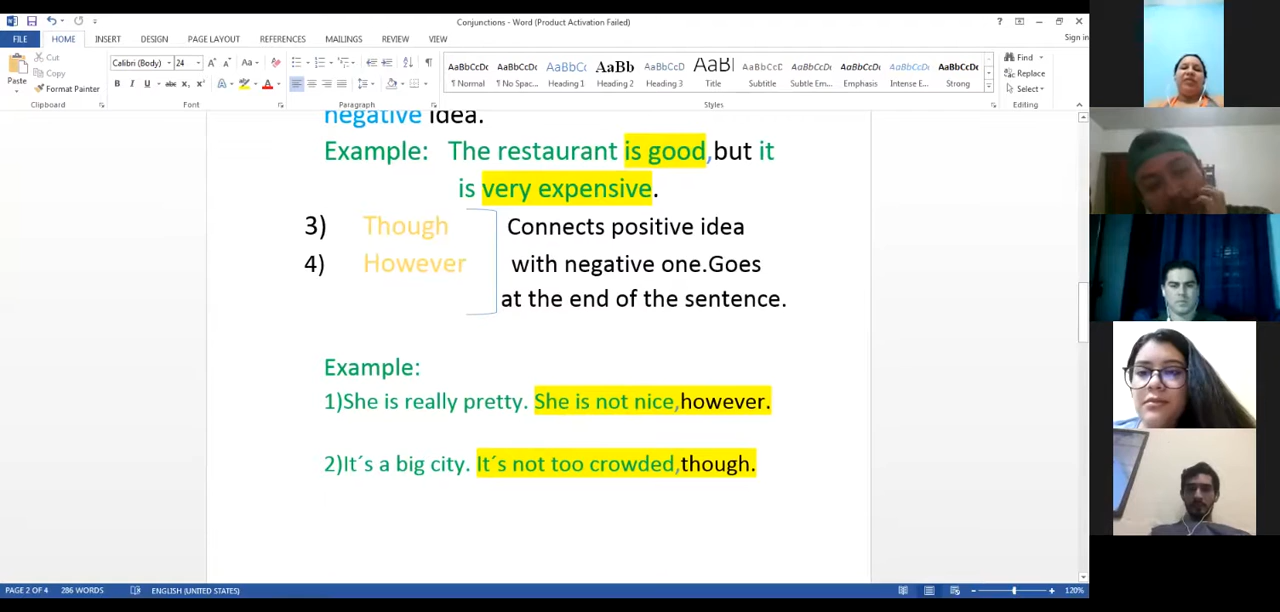 Conjunctions - Word (Product Activation Failed)
FILE HOME INSERT DESIGN PAGE LAYOUT REFERENCES MAILINGS REVIEW VIEW Sign in
Paste
Cut
Copy
Format Painter
Clipboard
Calibri (Body) 24
Font
Paragraph
AaBbCcDc AaBbCcDc AaBbCc AaBb AaBbCcD AaBl AaBbCcDc AaBbCcDc AaBbCcDc AaBbCcDc AaBbCcDc
¶ Normal ¶ No Spac... Heading 1 Heading 2 Heading 3 Title Subtitle Subtle Em... Emphasis Intense E... Strong
Styles
Find
Replace
Select
Editing
negative idea.
Example: The restaurant is good,but it
is very expensive.
3) Though Connects positive idea
4) However with negative one.Goes
at the end of the sentence.
Example:
1)She is really pretty. She is not nice,however.
2)It´s a big city. It´s not too crowded,though.
PAGE 2 OF 4 286 WORDS ENGLISH (UNITED STATES) 120%